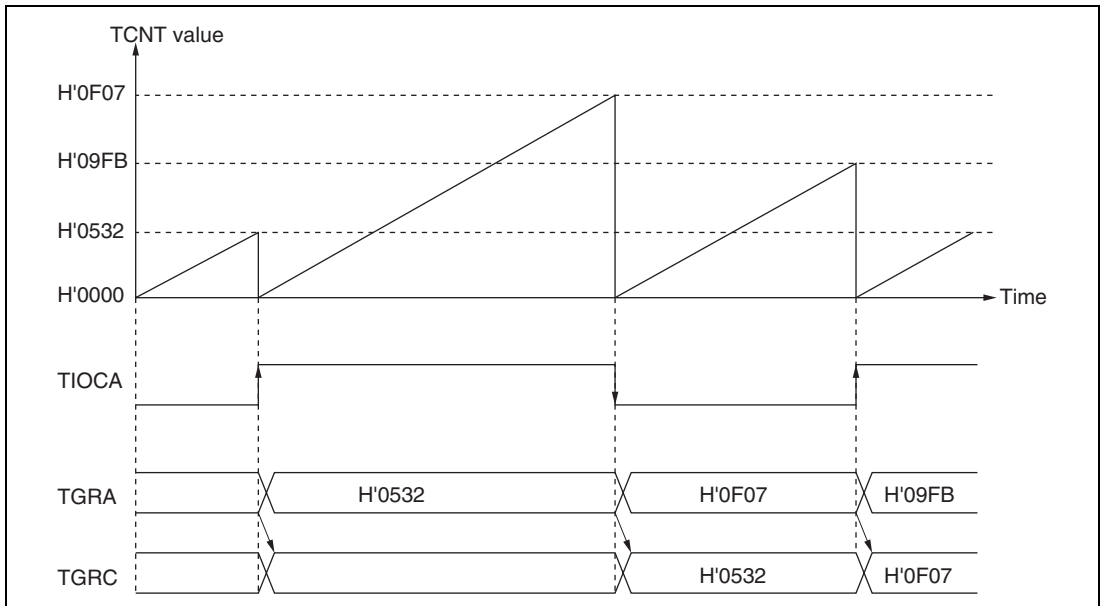 TCNT value
H'0F07
H'09FB
H'0532
H'0000
Time
TIOCA
TGRA
H'0532
H'0F07
H'09FB
TGRC
H'0532
H'0F07